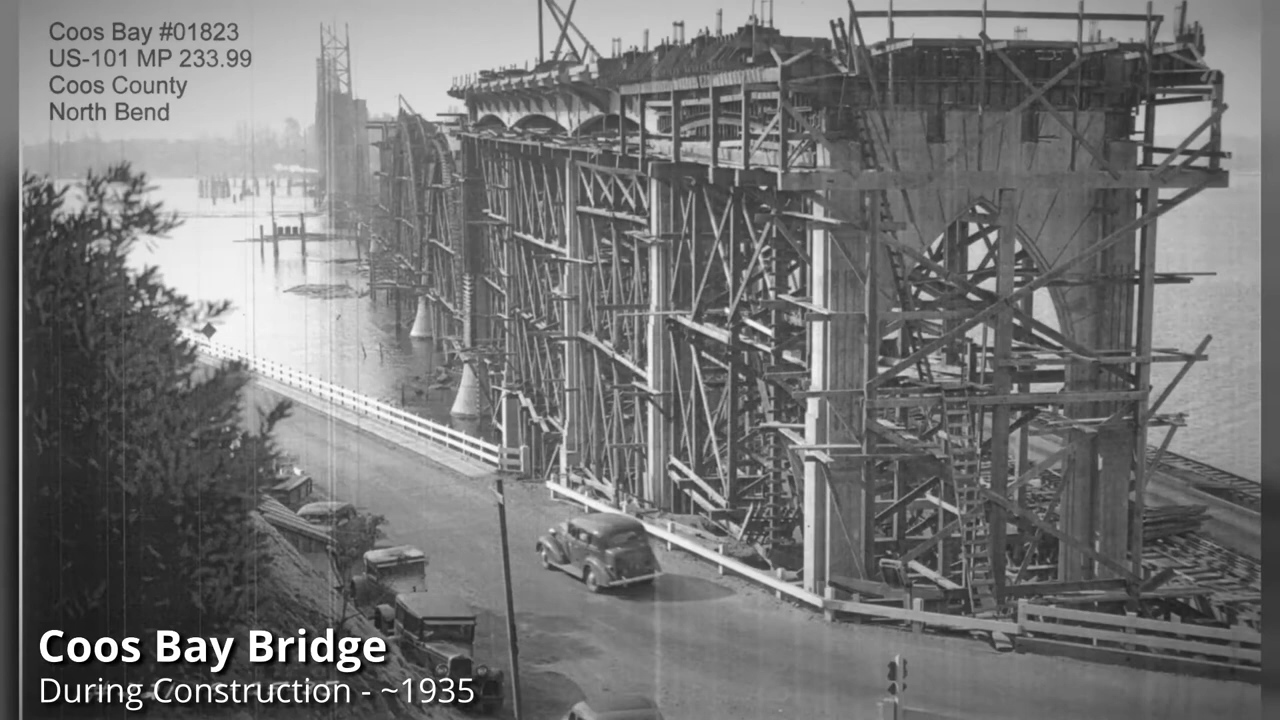 Coos Bay #01823
US-101 MP 233.99
Coos County
North Bend
Coos Bay Bridge
During Construction - ~1935